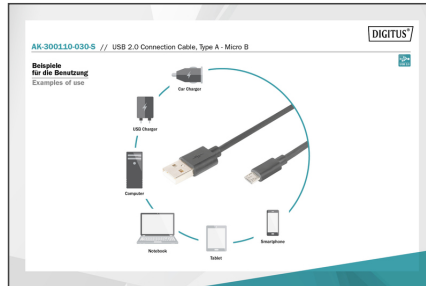 DIGITUS®
AK-300110-030-S // USB 2.0 Connection Cable, Type A - Micro B
Beispiele
für die Benutzung
Examples of use
Car Charger
USB Charger
Computer
Notebook
Tablet
Smartphone